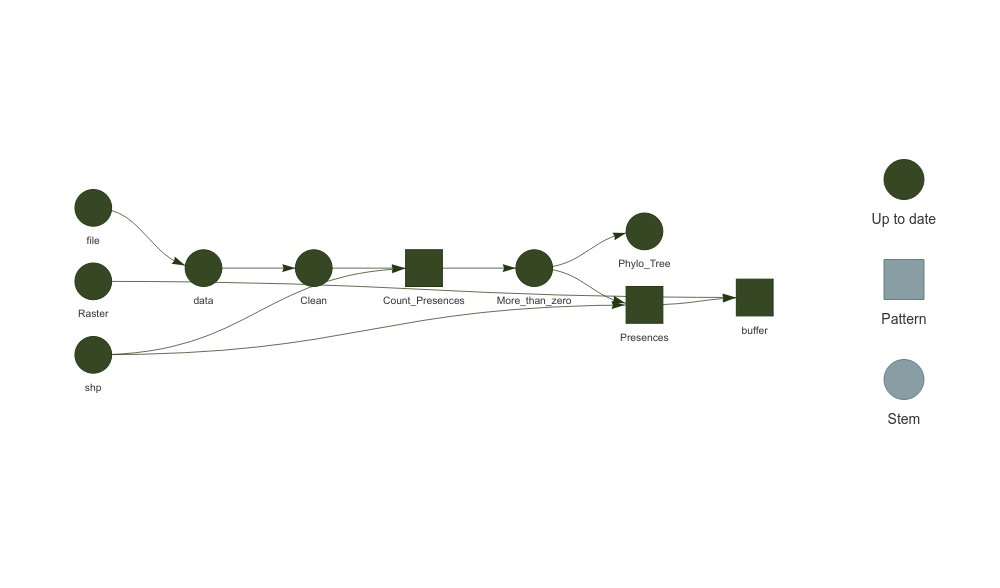 file
Raster
shp
data
Clean
Count_Presences
More_than_zero
Phylo_Tree
Presences
buffer
Up to date
Pattern
Stem